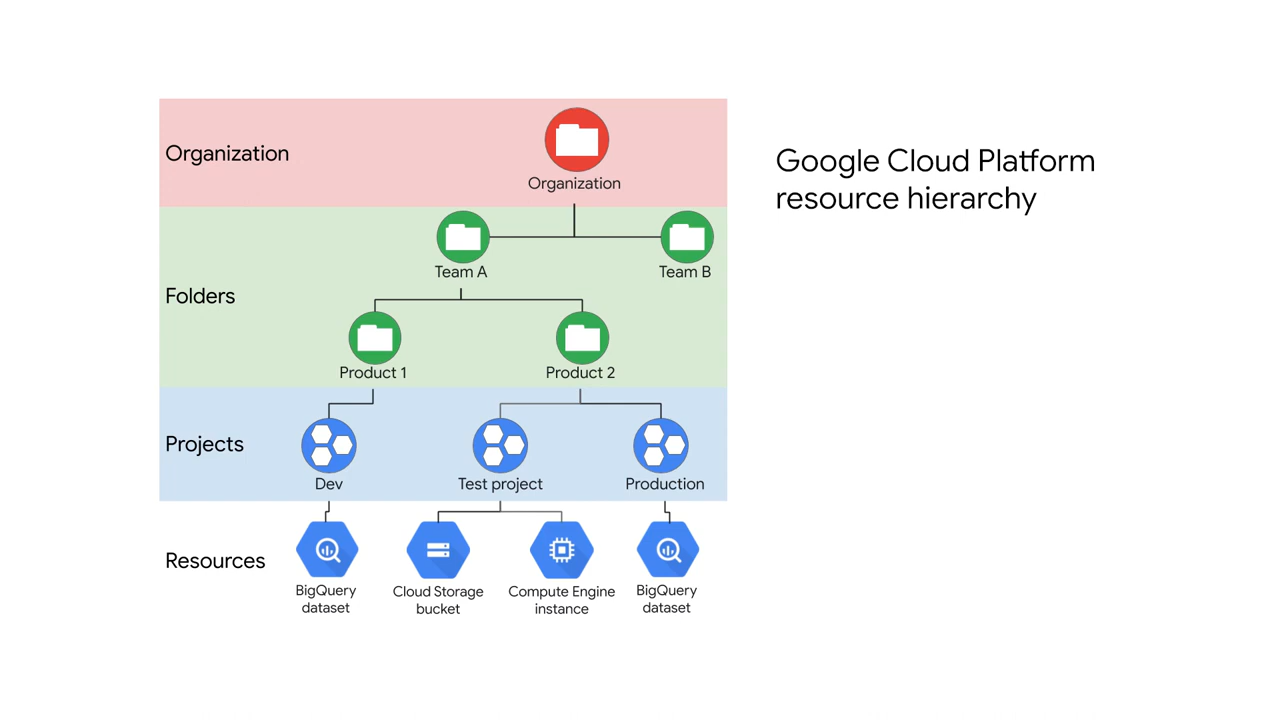 Google Cloud Platform
resource hierarchy
Organization
Organization
Folders
Team A
Team B
Product 1
Product 2
Projects
Dev
Test project
Production
Resources
BigQuery
dataset
Cloud Storage
bucket
Compute Engine
instance
BigQuery
dataset